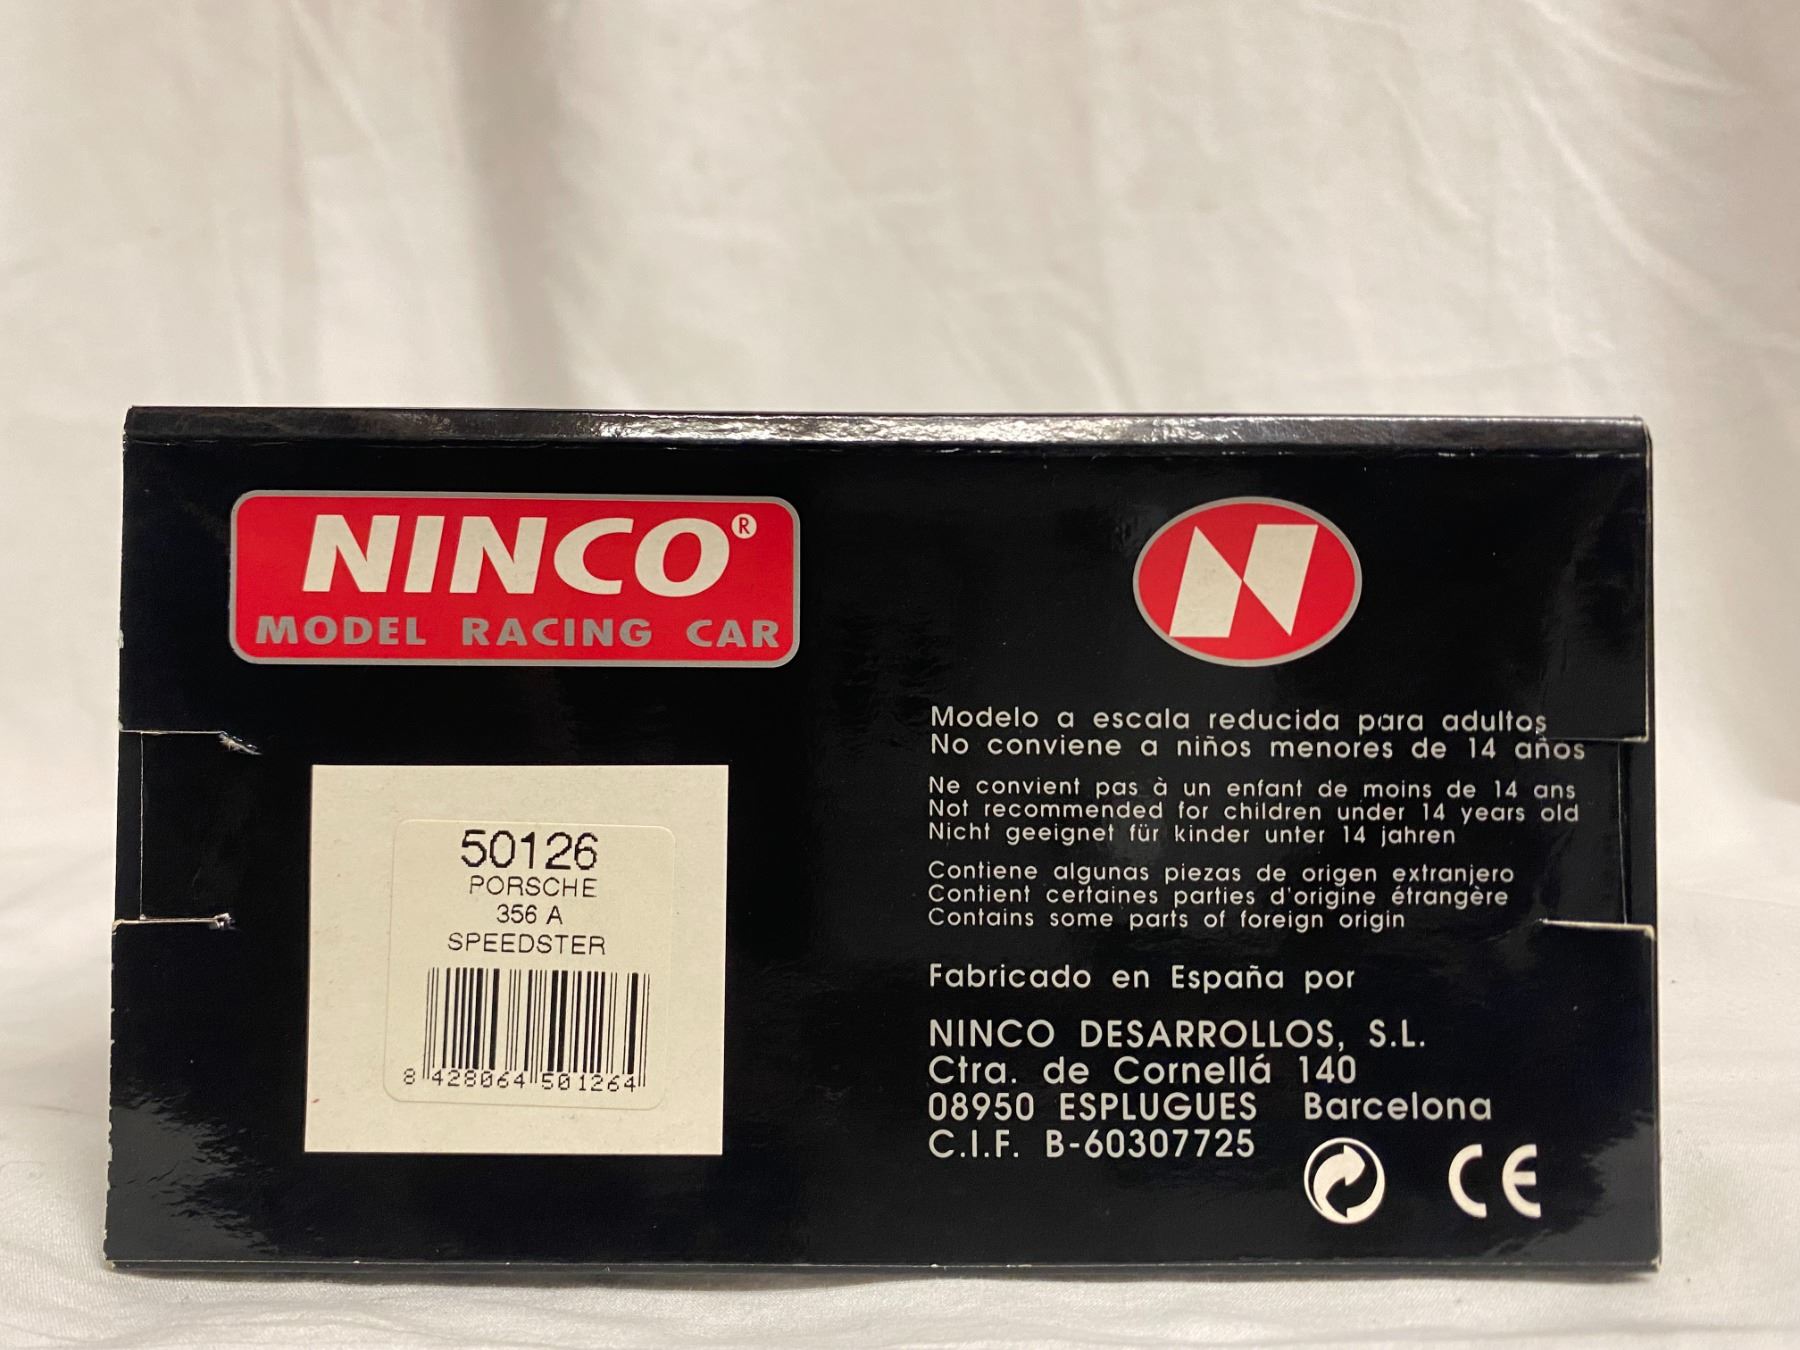 NINCO®
MODEL RACING CAR
50126
PORSCHE
356 A
SPEEDSTER
8 428064 501264
N
Modelo a escala reducida para adultos
No conviene a niños menores de 14 años
Ne convient pas à un enfant de moins de 14 ans
Not recommended for children under 14 years old
Nicht geeignet für kinder unter 14 jahren
Contiene algunas piezas de origen extranjero
Contient certaines parties d'origine étrangère
Contains some parts of foreign origin
Fabricado en España por
NINCO DESARROLLOS, S.L.
Ctra. de Cornellá 140
08950 ESPLUGUES Barcelona
C.I.F. B-60307725
CE